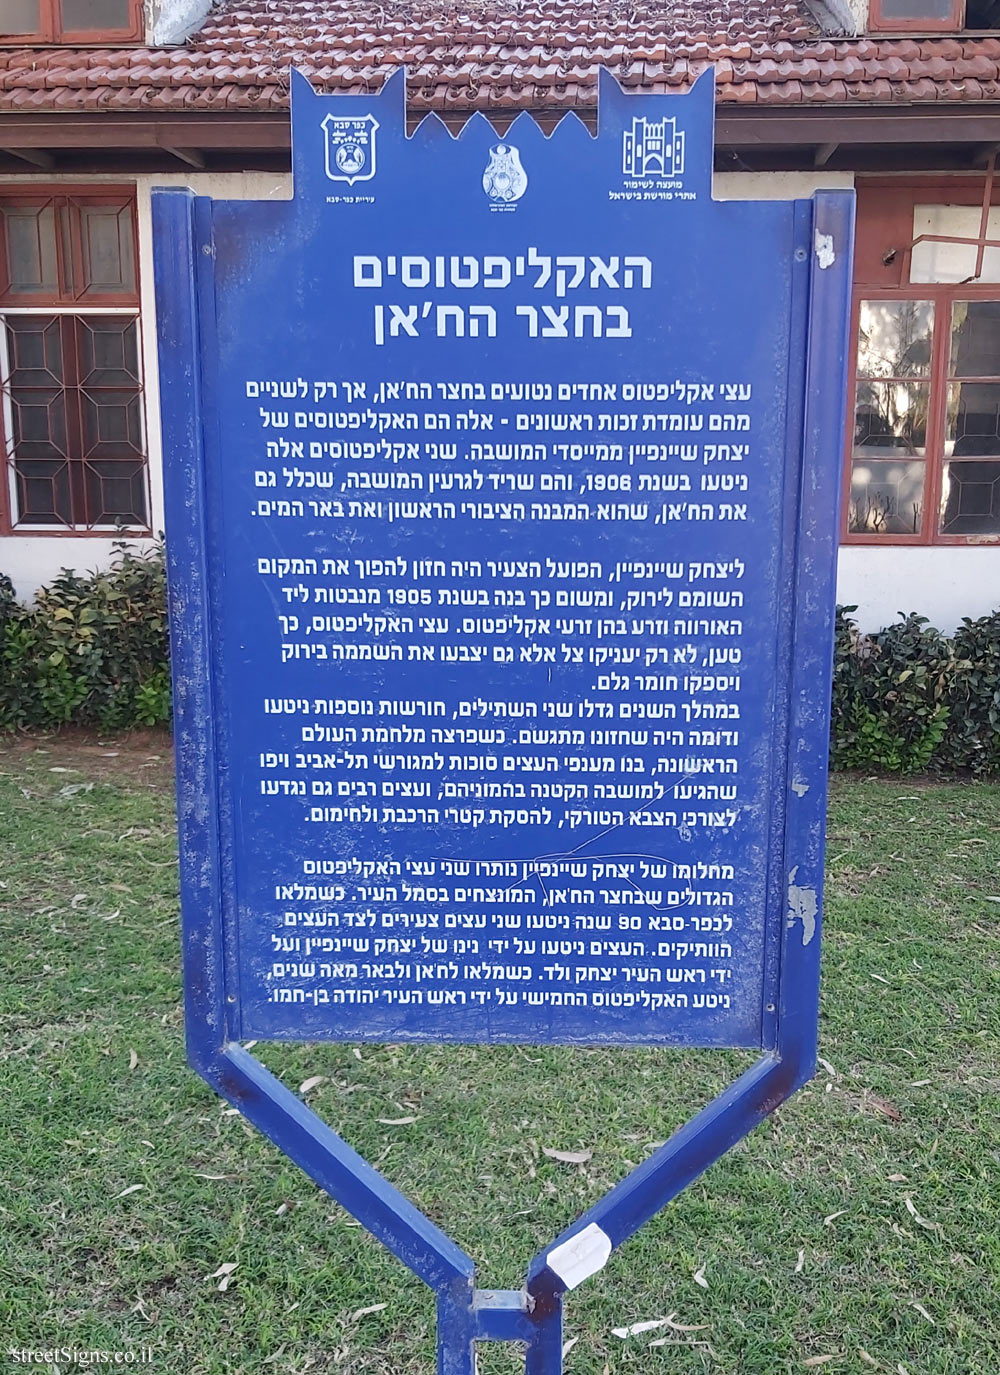 כפר סבא
עיריית כפר-סבא
מועצה לשימור
אתרי מורשת בישראל
האקליפטוסים
בחצר הח'אן
עצי אקליפטוס אחדים נטועים בחצר הח'אן, אך רק לשניים
מהם עומדת זכות ראשונים - אלה הם האקליפטוסים של
יצחק שיינפיין ממייסדי המושבה. שני אקליפטוסים אלה
ניטעו בשנת 1906, והם שריד לגרעין המושבה, שכלל גם
את הח'אן, שהוא המבנה הציבורי הראשון ואת באר המים.
ליצחק שיינפיין, הפועל הצעיר היה חזון להפוך את המקום
השומם לירוק, ומשום כך בנה בשנת 1905 מנבטות ליד
האורווה וזרע בהן זרעי אקליפטוס. עצי האקליפטוס, כך
טען, לא רק יעניקו צל אלא גם יצבעו את השממה בירוק
ויספקו חומר גלם.
במהלך השנים גדלו שני השתילים, חורשות נוספות ניטעו
ודומה היה שחזונו מתגשם. כשפרצה מלחמת העולם
הראשונה, בנו מענפי העצים סוכות למגורשי תל-אביב ויפו
שהגיעו למושבה הקטנה בהמוניהם, ועצים רבים גם נגדעו
לצורכי הצבא הטורקי, להסקת קטרי הרכבת ולחימום.
מחלומו של יצחק שיינפיין נותרו שני עצי האקליפטוס
הגדולים שבחצר הח'אן, המונצחים בסמל העיר. כשמלאו
לכפר-סבא 90 שנה ניטעו שני עצים צעירים לצד העצים
הוותיקים. העצים ניטעו על ידי נינו של יצחק שיינפיין ועל
ידי ראש העיר יצחק ולד. כשמלאו לח'אן ולבאר מאה שנים,
ניטע האקליפטוס החמישי על ידי ראש העיר יהודה בן-חמו.
streetSigns.co.il